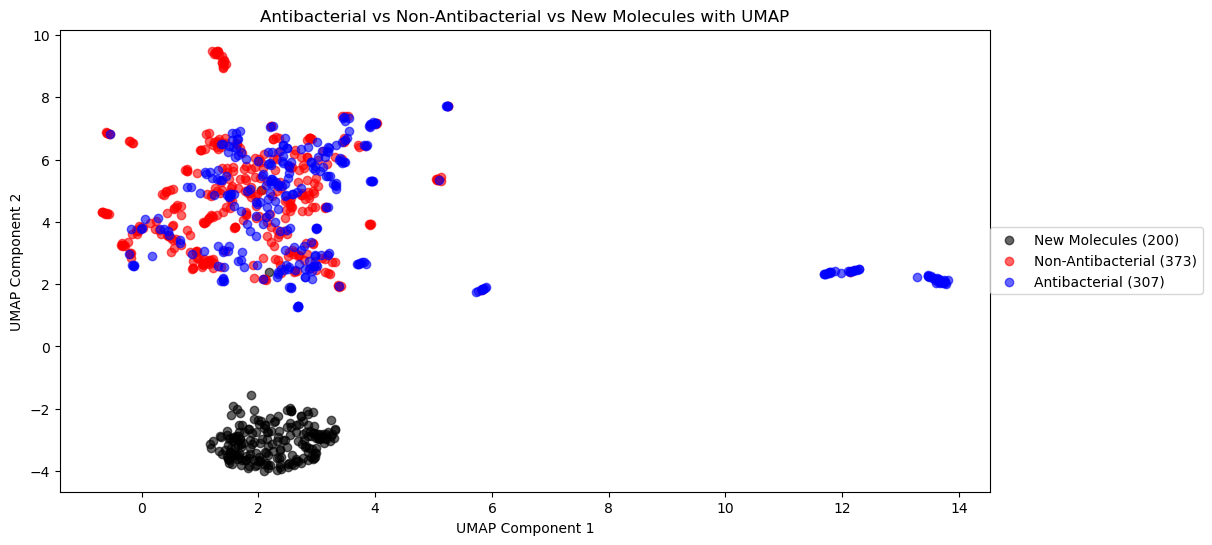 Antibacterial vs Non-Antibacterial vs New Molecules with UMAP
10
8
6
4
2
0
−2
−4
UMAP Component 2
0 2 4 6 8 10 12 14
UMAP Component 1
New Molecules (200)
Non-Antibacterial (373)
Antibacterial (307)